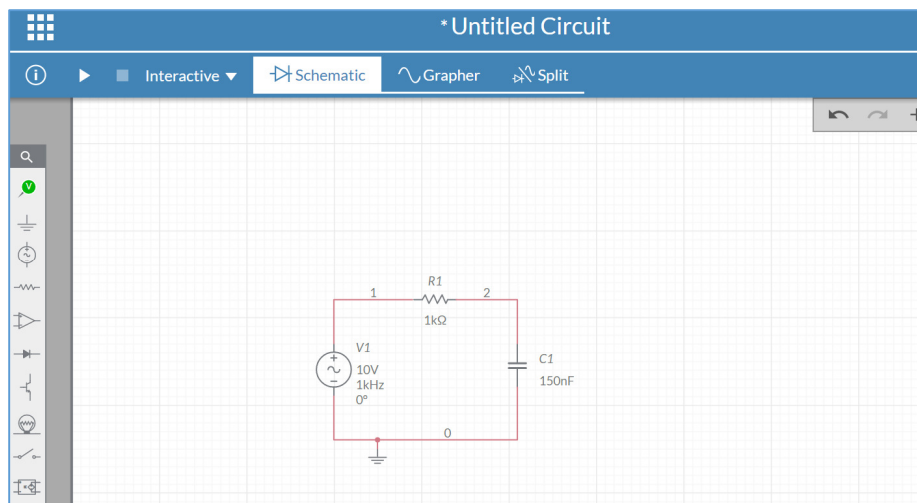 * Untitled Circuit
Interactive Schematic Grapher Split
V
R1
1 2
1kΩ
V1
10V
1kHz
0°
C1
150nF
0